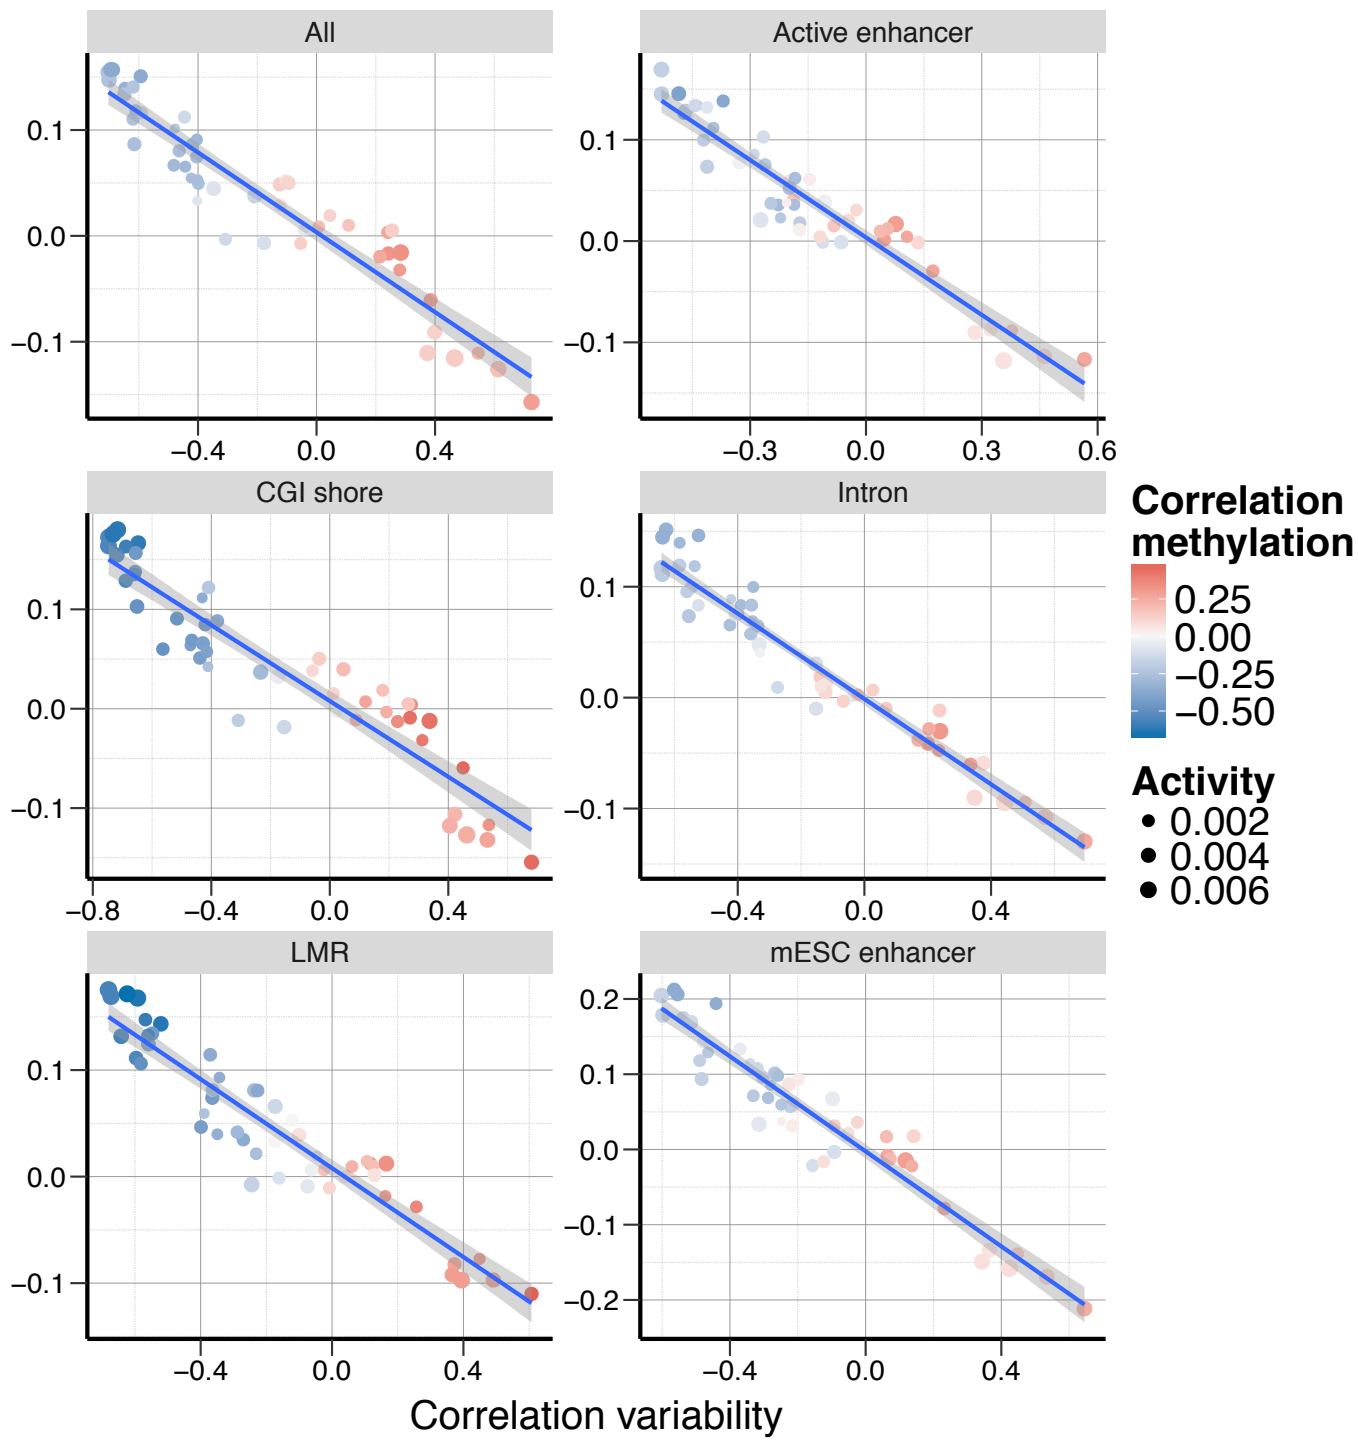 All
Active enhancer
0.1
0.0
−0.1
−0.4 0.0 0.4
0.1
0.0
−0.1
−0.3 0.0 0.3 0.6
CGI shore
Intron
0.1
0.0
−0.1
−0.8 −0.4 0.0 0.4
0.1
0.0
−0.1
−0.4 0.0 0.4
LMR
mESC enhancer
0.1
0.0
−0.1
−0.4 0.0 0.4
0.2
0.1
0.0
−0.1
−0.2
−0.4 0.0 0.4
Correlation variability
Correlation
methylation
0.25
0.00
−0.25
−0.50
Activity
0.002
0.004
0.006